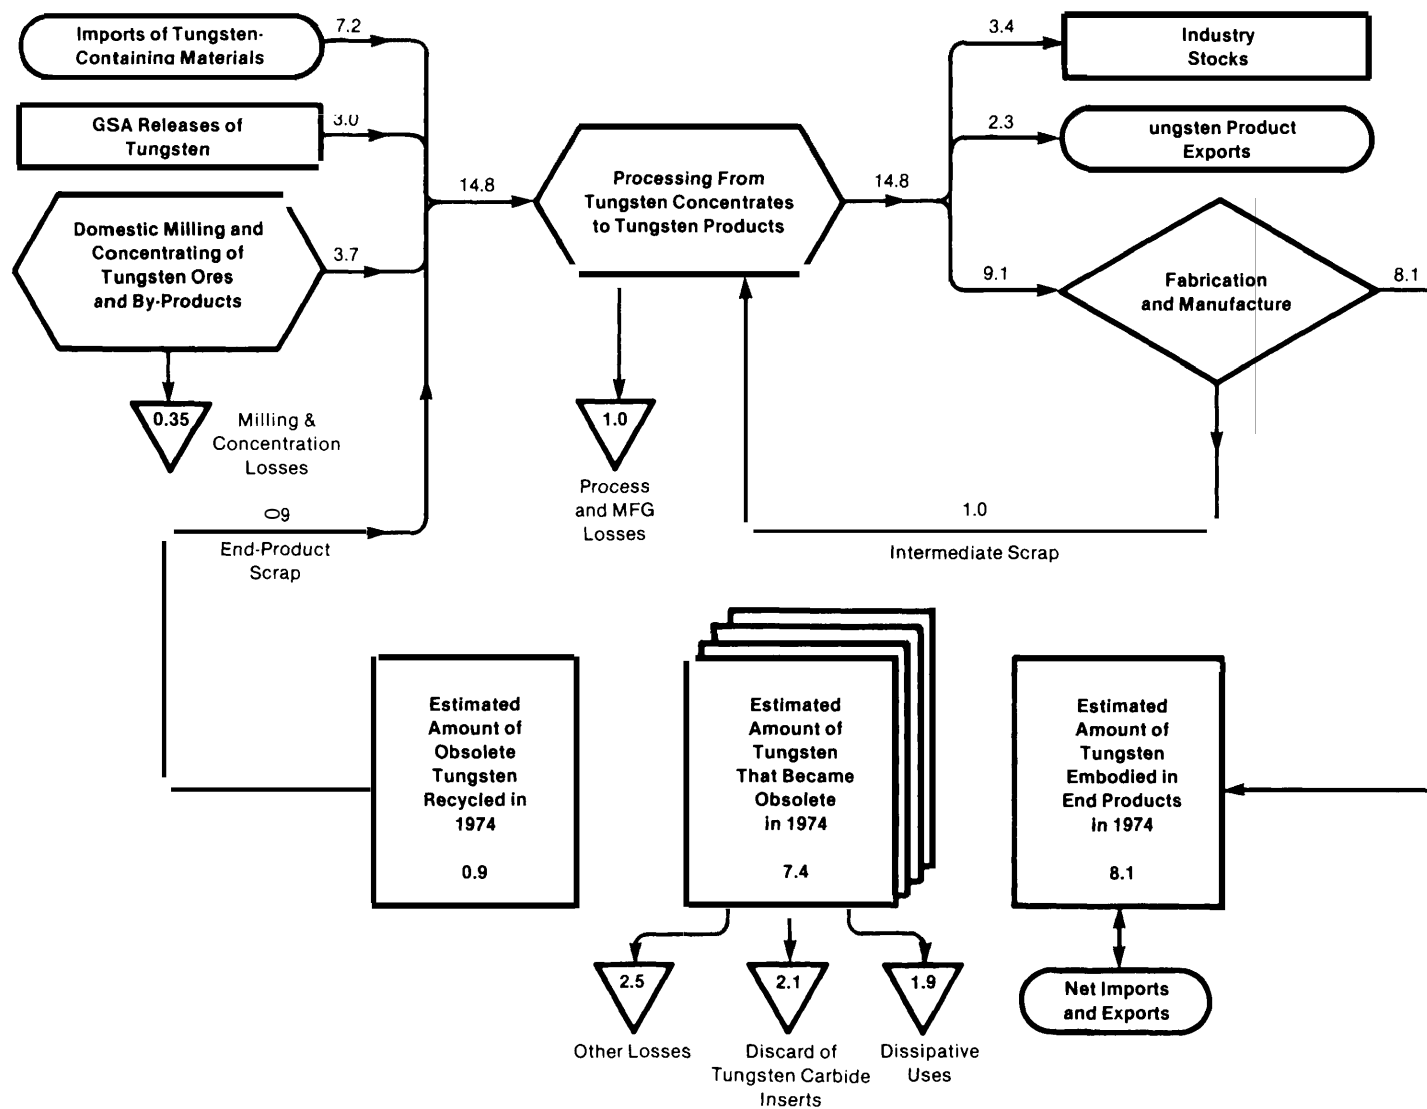 Imports of Tungsten-
Containing Materials
7.2
GSA Releases of
Tungsten
3.0
Domestic Milling and
Concentrating of
Tungsten Ores
and By-Products
3.7
0.35
Milling &
Concentration
Losses
09
End-Product
Scrap
14.8
Processing From
Tungsten Concentrates
to Tungsten Products
14.8
1.0
Process
and MFG
Losses
3.4
Industry
Stocks
2.3
ungsten Product
Exports
9.1
Fabrication
and Manufacture
8.1
1.0
Intermediate Scrap
Estimated
Amount of
Obsolete
Tungsten
Recycled in
1974
0.9
Estimated
Amount of
Tungsten
That Became
Obsolete
in 1974
7.4
2.5
Other Losses
2.1
Discard of
Tungsten Carbide
Inserts
1.9
Dissipative
Uses
Estimated
Amount of
Tungsten
Embodied in
End Products
in 1974
8.1
Net Imports
and Exports